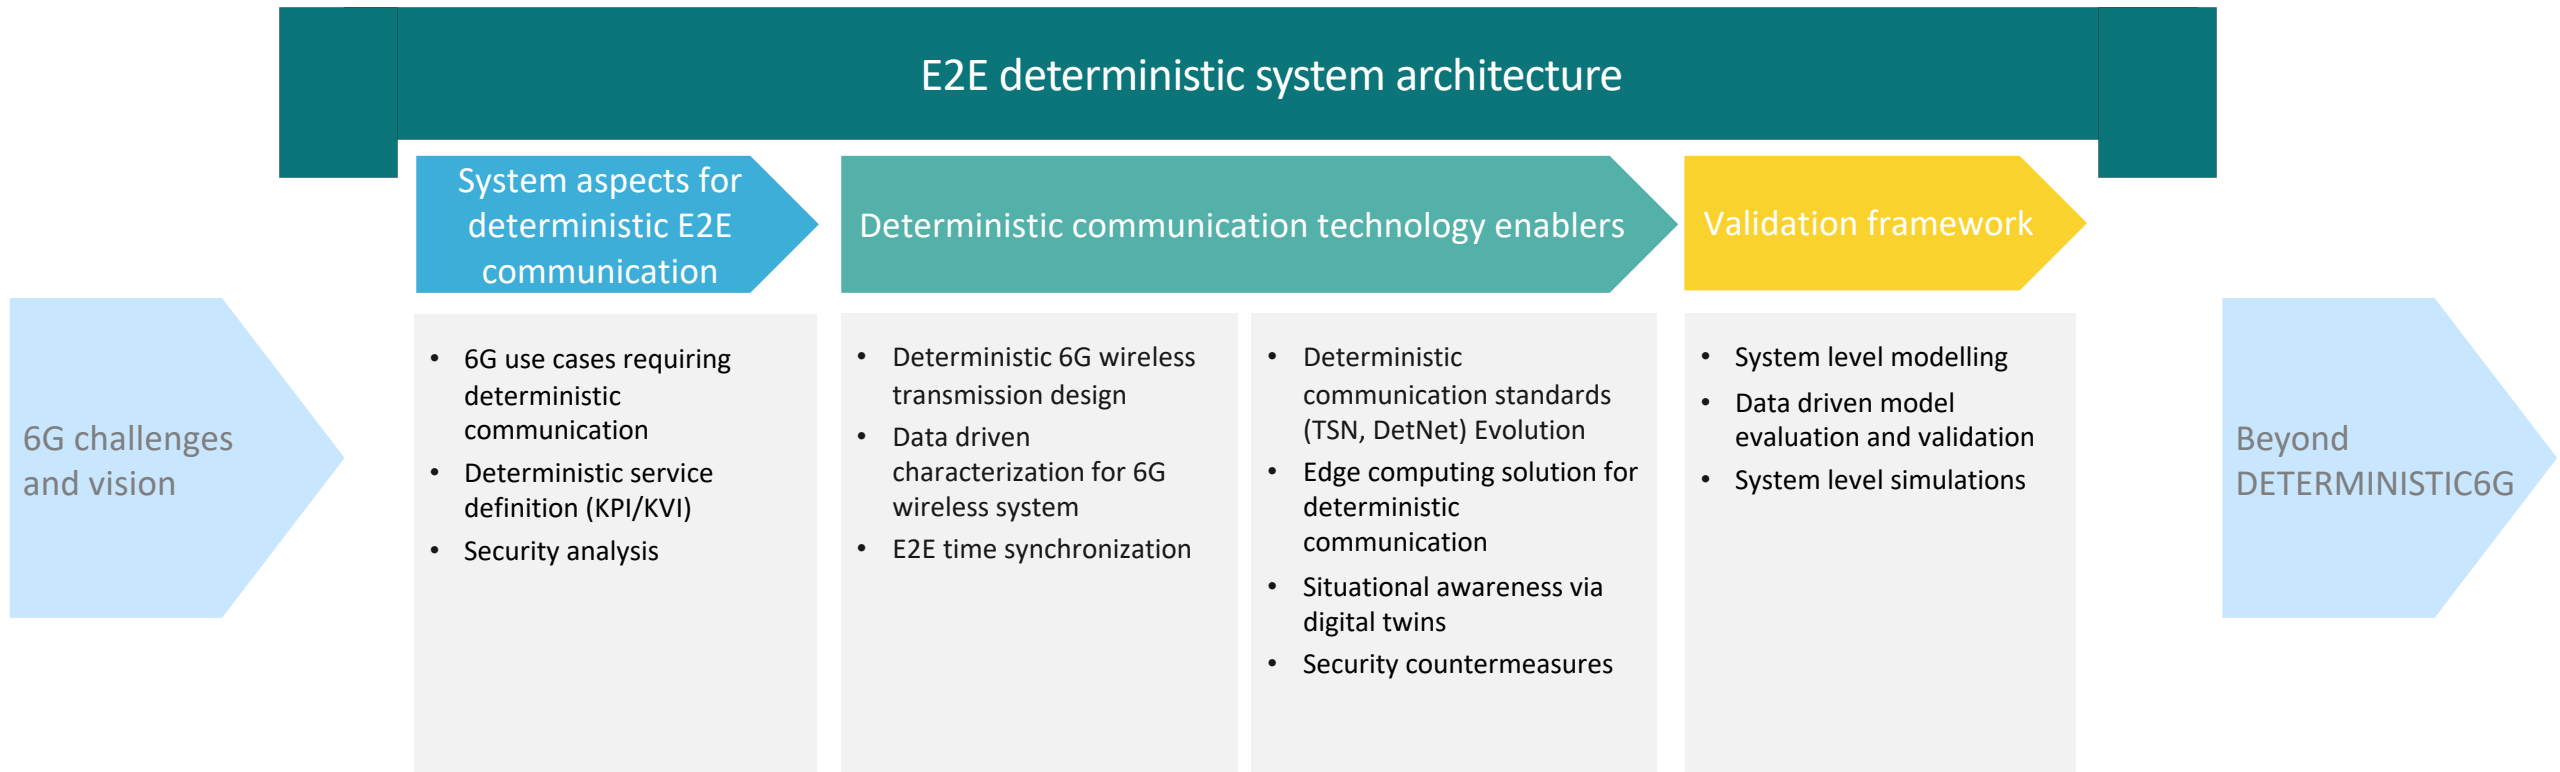 E2E deterministic system architecture
System aspects for
deterministic E2E
communication
Deterministic communication technology enablers
Validation framework
6G challenges
and vision
• 6G use cases requiring
deterministic
communication
• Deterministic service
definition (KPI/KVI)
• Security analysis
• Deterministic 6G wireless
transmission design
• Data driven
characterization for 6G
wireless system
• E2E time synchronization
• Deterministic
communication standards
(TSN, DetNet) Evolution
• Edge computing solution for
deterministic
communication
• Situational awareness via
digital twins
• Security countermeasures
• System level modelling
• Data driven model
evaluation and validation
• System level simulations
Beyond
DETERMINISTIC6G